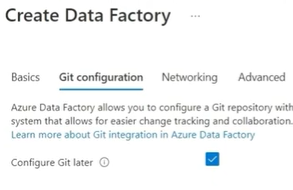 Create Data Factory ...
Basics Git configuration Networking Advanced
Azure Data Factory allows you to configure a Git repository with
system that allows for easier change tracking and collaboration.
Learn more about Git integration in Azure Data Factory
Configure Git later